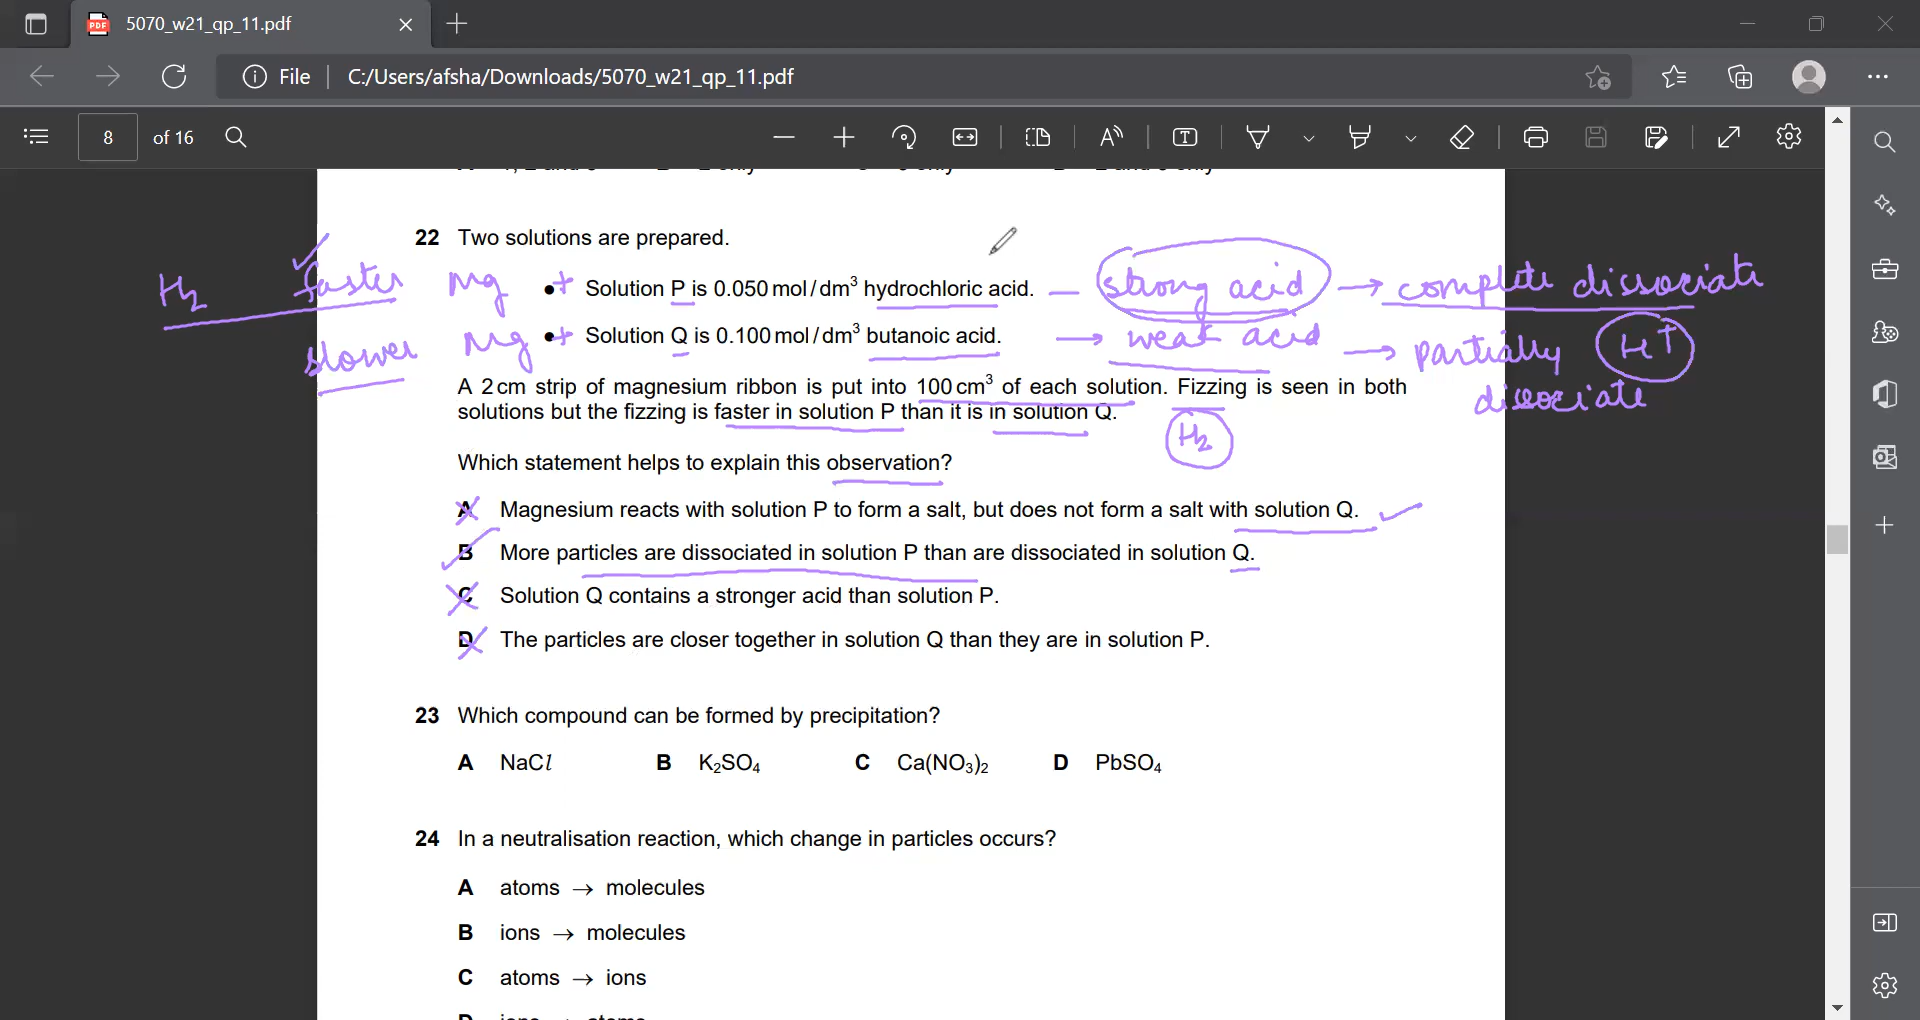 5070_w21_qp_11.pdf
File C:/Users/afsha/Downloads/5070_w21_qp_11.pdf
8 of 16
22 Two solutions are prepared.
H₂ faster Mg + • Solution P is 0.050 mol/dm³ hydrochloric acid. — strong acid → complete dissociate
slower Mg + • Solution Q is 0.100 mol/dm³ butanoic acid. → weak acid → partially H⁺
dissociate
A 2 cm strip of magnesium ribbon is put into 100 cm³ of each solution. Fizzing is seen in both
solutions but the fizzing is faster in solution P than it is in solution Q.
H₂
Which statement helps to explain this observation?
A Magnesium reacts with solution P to form a salt, but does not form a salt with solution Q.
B More particles are dissociated in solution P than are dissociated in solution Q.
C Solution Q contains a stronger acid than solution P.
D The particles are closer together in solution Q than they are in solution P.
23 Which compound can be formed by precipitation?
A NaCl B K₂SO₄ C Ca(NO₃)₂ D PbSO₄
24 In a neutralisation reaction, which change in particles occurs?
A atoms → molecules
B ions → molecules
C atoms → ions